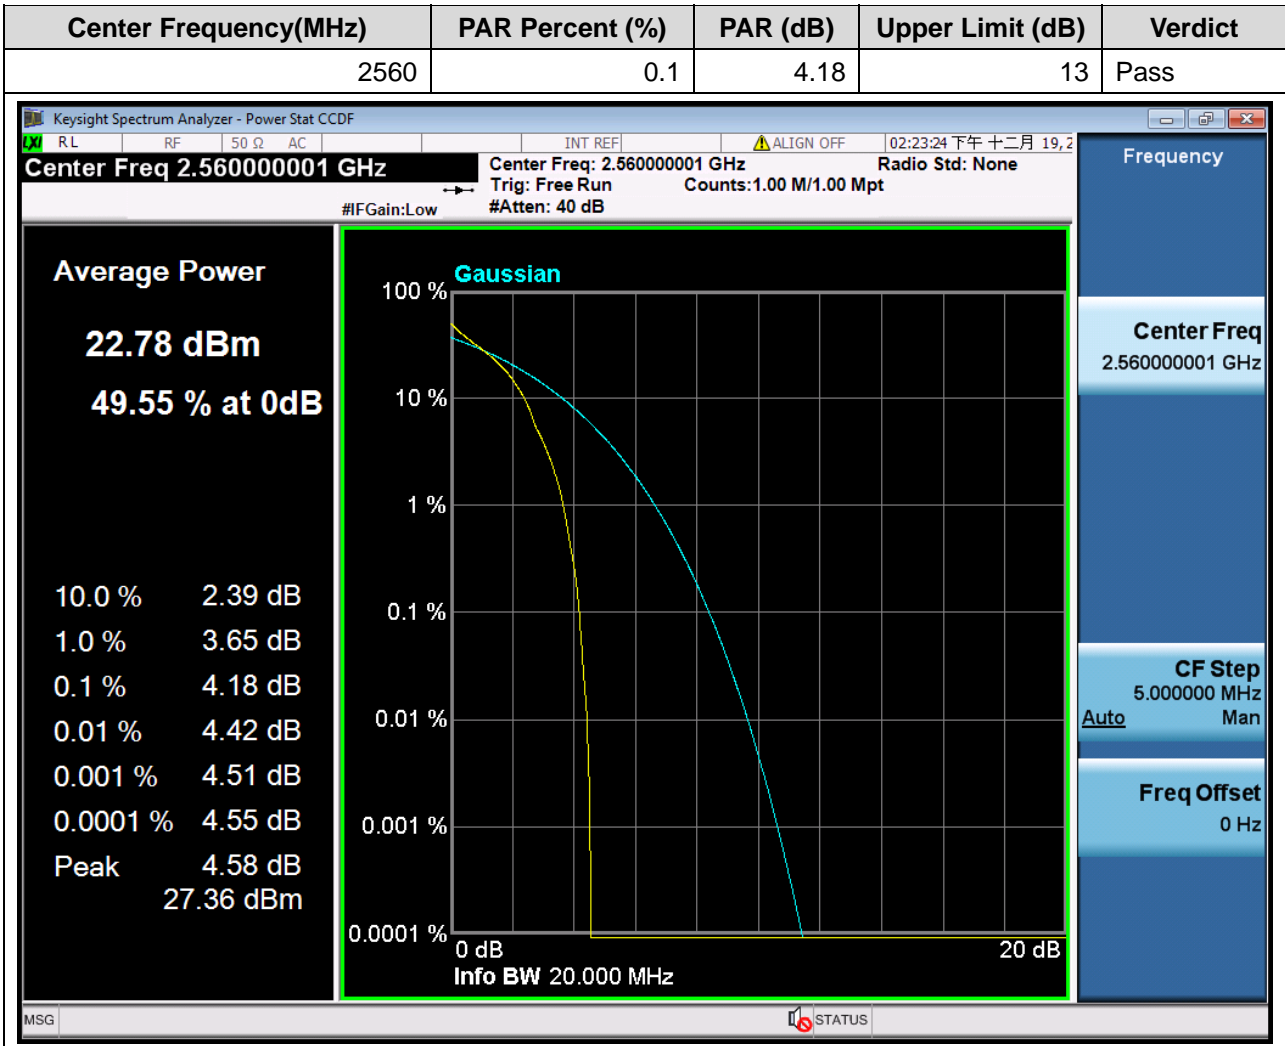 Center Frequency(MHz) PAR Percent (%) PAR (dB) Upper Limit (dB) Verdict
2560 0.1 4.18 13 Pass
Keysight Spectrum Analyzer - Power Stat CCDF
LXI RL RF 50 Ω AC INT REF ALIGN OFF 02:23:24 下午 十二月 19, 2
Center Freq 2.560000001 GHz
Center Freq: 2.560000001 GHz Radio Std: None
Trig: Free Run Counts:1.00 M/1.00 Mpt
#IFGain:Low #Atten: 40 dB
Average Power
22.78 dBm
49.55 % at 0dB
10.0 % 2.39 dB
1.0 % 3.65 dB
0.1 % 4.18 dB
0.01 % 4.42 dB
0.001 % 4.51 dB
0.0001 % 4.55 dB
Peak 4.58 dB
27.36 dBm
Gaussian
100 %
10 %
1 %
0.1 %
0.01 %
0.001 %
0.0001 %
0 dB 20 dB
Info BW 20.000 MHz
Frequency
Center Freq
2.560000001 GHz
CF Step
5.000000 MHz
Auto Man
Freq Offset
0 Hz
MSG STATUS